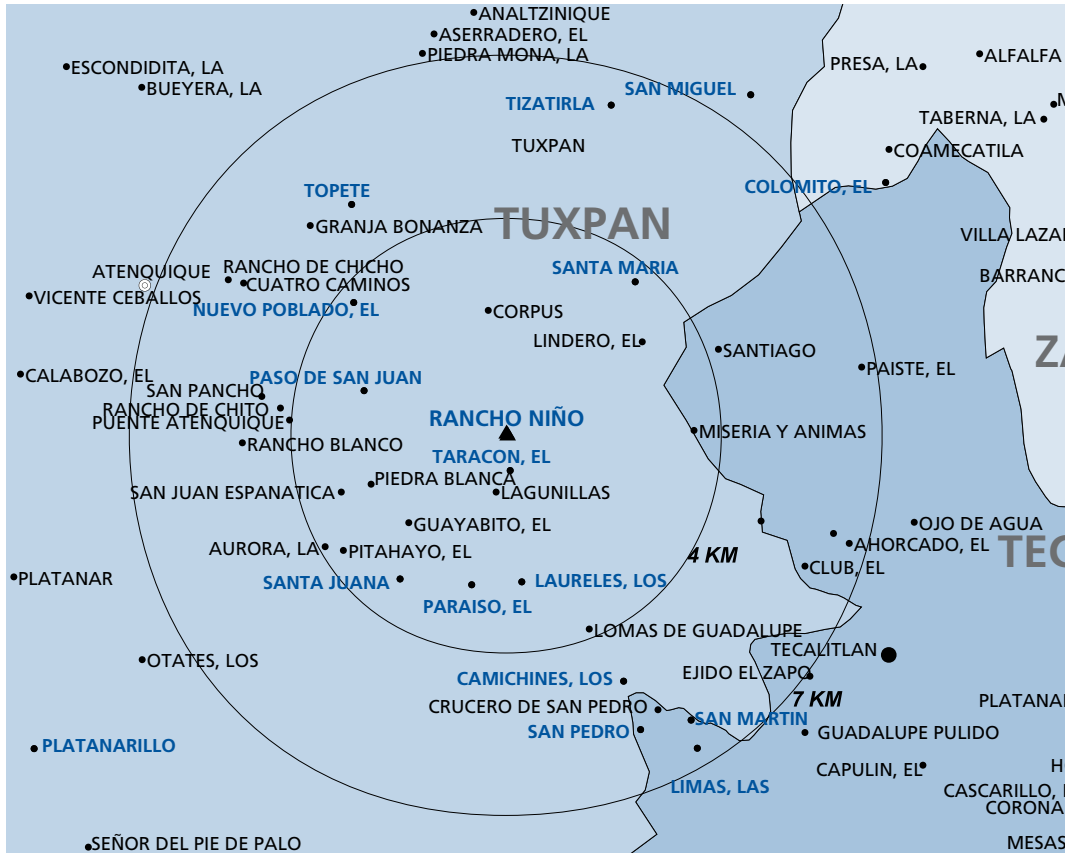 ANALTZINIQUE
ASERRADERO, EL
PIEDRA MONA, LA
ALFALFA
PRESA, LA
ESCONDIDITA, LA
BUEYERA, LA
SAN MIGUEL
TIZATIRLA
M
TABERNA, LA
TUXPAN
COAMECATILA
COLOMITO, EL
TOPETE
GRANJA BONANZA
TUXPAN
VILLA LAZAR
ATENQUIQUE
RANCHO DE CHICHO
SANTA MARIA
BARRANC
CUATRO CAMINOS
VICENTE CEBALLOS
NUEVO POBLADO, EL
CORPUS
LINDERO, EL
SANTIAGO
ZA
PAISTE, EL
CALABOZO, EL
PASO DE SAN JUAN
SAN PANCHO
RANCHO DE CHITO
PUENTE ATENQUIQUE
RANCHO NIÑO
MISERIA Y ANIMAS
RANCHO BLANCO
TARACON, EL
PIEDRA BLANCA
SAN JUAN ESPANATICA
LAGUNILLAS
GUAYABITO, EL
OJO DE AGUA
AURORA, LA
PITAHAYO, EL
AHORCADO, EL
4 KM
TEC
CLUB, EL
PLATANAR
SANTA JUANA
LAURELES, LOS
PARAISO, EL
LOMAS DE GUADALUPE
TECALITLAN
OTATES, LOS
EJIDO EL ZAPO
CAMICHINES, LOS
7 KM
PLATANAR
CRUCERO DE SAN PEDRO
SAN MARTIN
SAN PEDRO
GUADALUPE PULIDO
PLATANARILLO
CAPULIN, EL
HO
LIMAS, LAS
CASCARILLO,
CORONA
SEÑOR DEL PIE DE PALO
MESAS